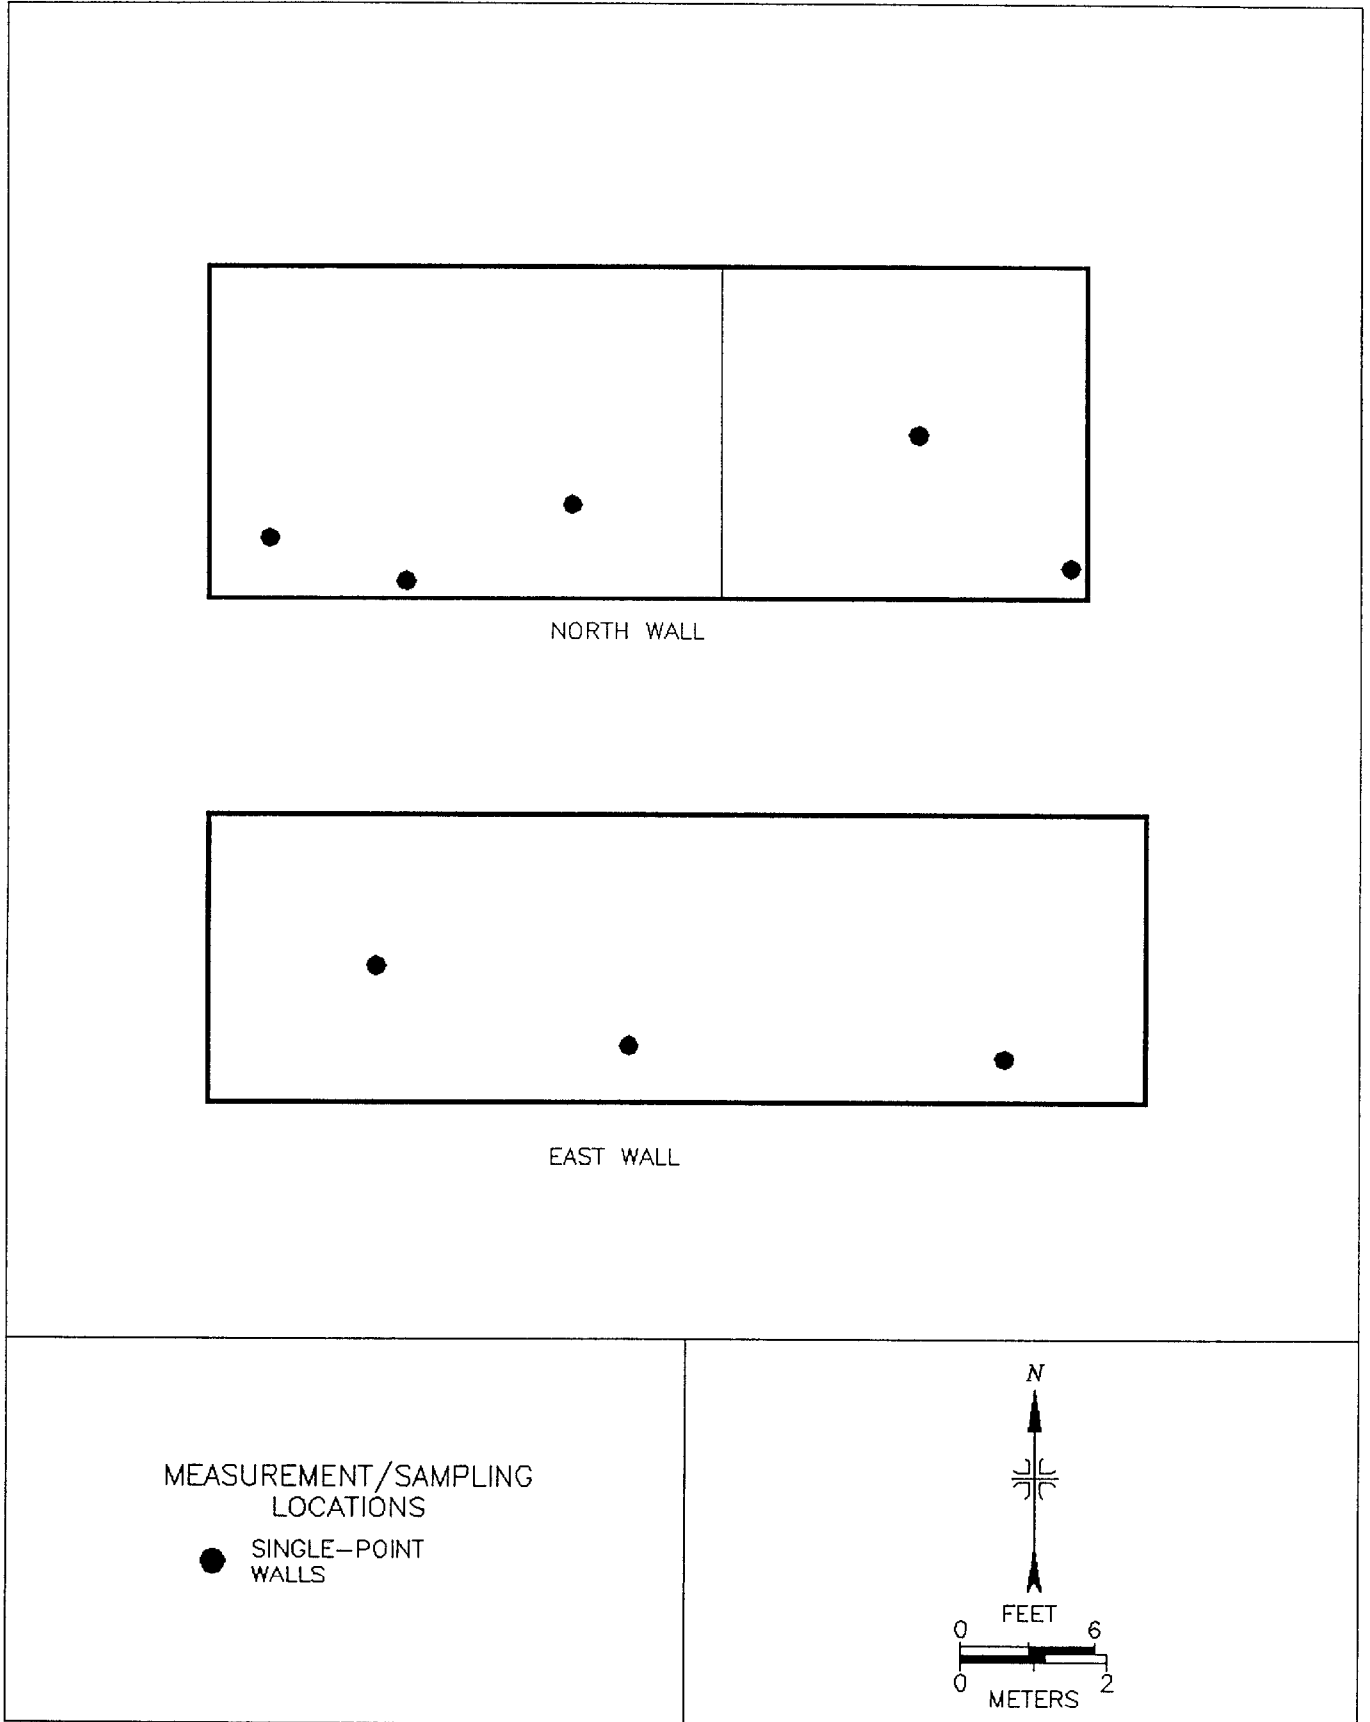 NORTH WALL
EAST WALL
MEASUREMENT/SAMPLING
LOCATIONS
SINGLE-POINT
WALLS
N
FEET
0 6
0 2
METERS